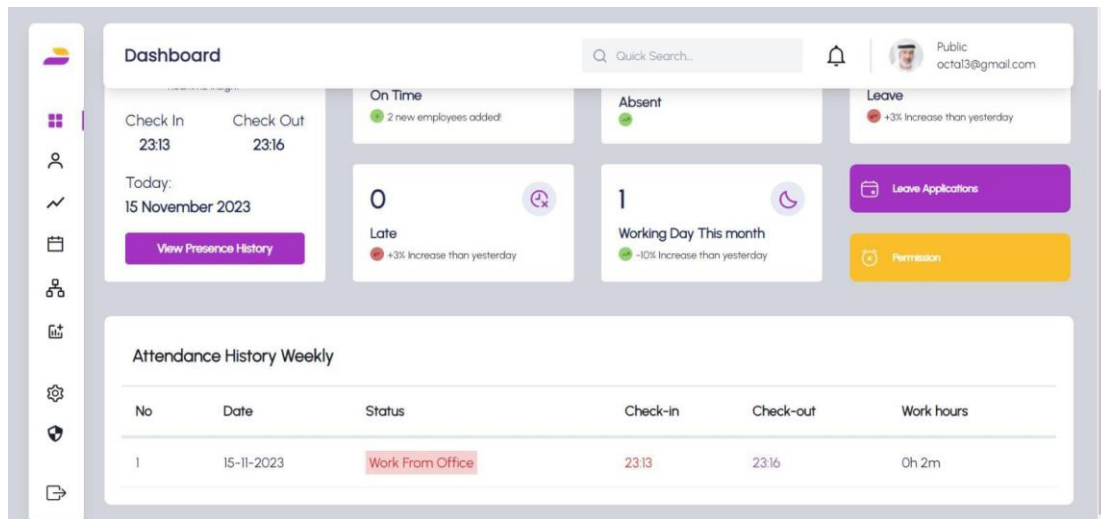 Dashboard
Quick Search..
Public
octal3@gmail.com
Check In
Check Out
23:13
23:16
Today:
15 November 2023
View Presence History
On Time
2 new employees added!
Absent
Leave
+3% Increase than yesterday
0
Late
+3% Increase than yesterday
1
Working Day This month
-10% Increase than yesterday
Leave Applications
Permission
Attendance History Weekly
No Date Status Check-in Check-out Work hours
1 15-11-2023 Work From Office 23:13 23:16 0h 2m